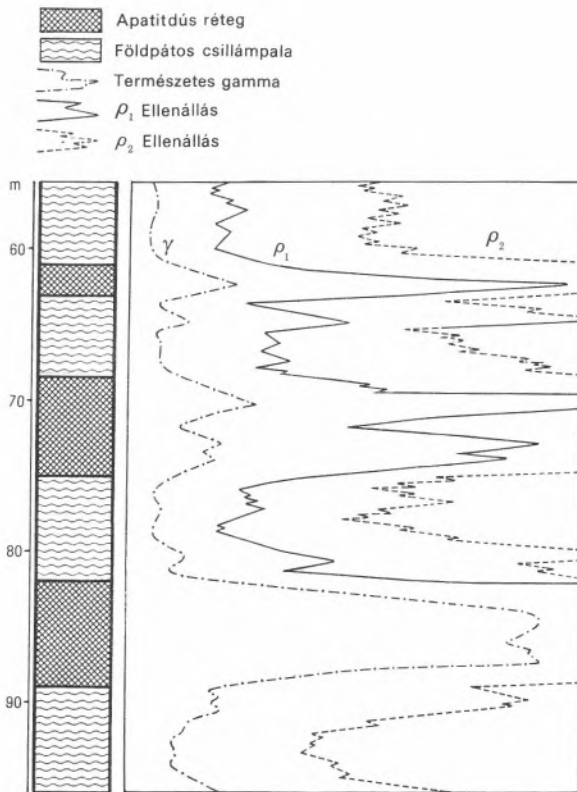 Apatitdús réteg
Földpátos csillámpala
Természetes gamma
ρ₁ Ellenállás
ρ₂ Ellenállás
m
γ ρ₁ ρ₂
60
70
80
90